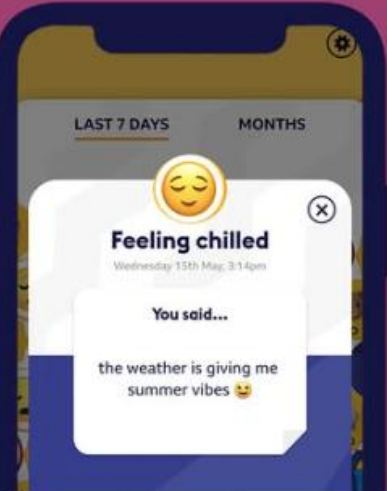 LAST 7 DAYS MONTHS
Feeling chilled
Wednesday 15th May, 3:14pm
You said...
the weather is giving me
summer vibes 😉